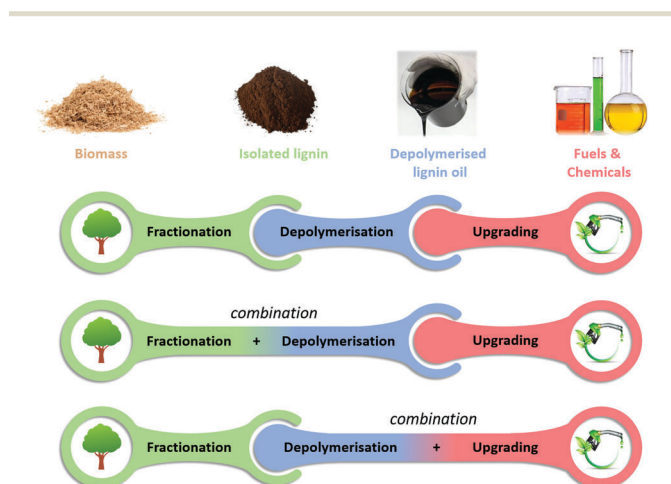 Biomass
Isolated lignin
Depolymerised
lignin oil
Fuels &
Chemicals
Fractionation
Depolymerisation
Upgrading
combination
Fractionation + Depolymerisation
Upgrading
combination
Fractionation
Depolymerisation + Upgrading